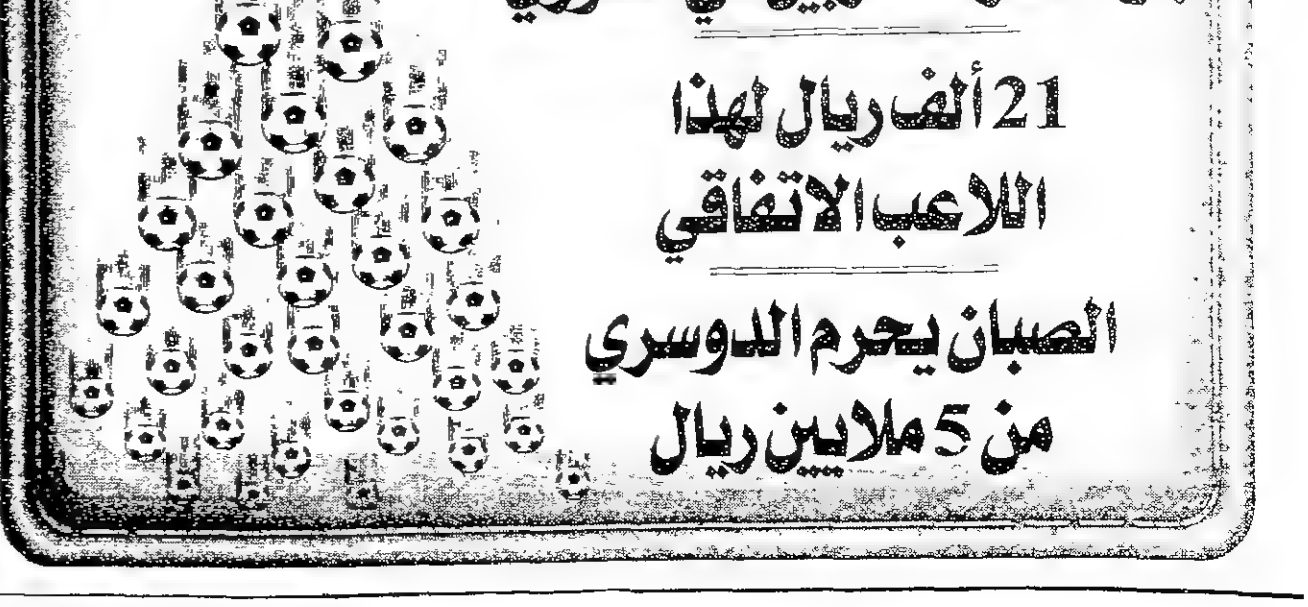 21 ألف ريال لهذا
اللاعب الاتفاقي
الصبان يحرم الدوسري
من 5 ملايين ريال